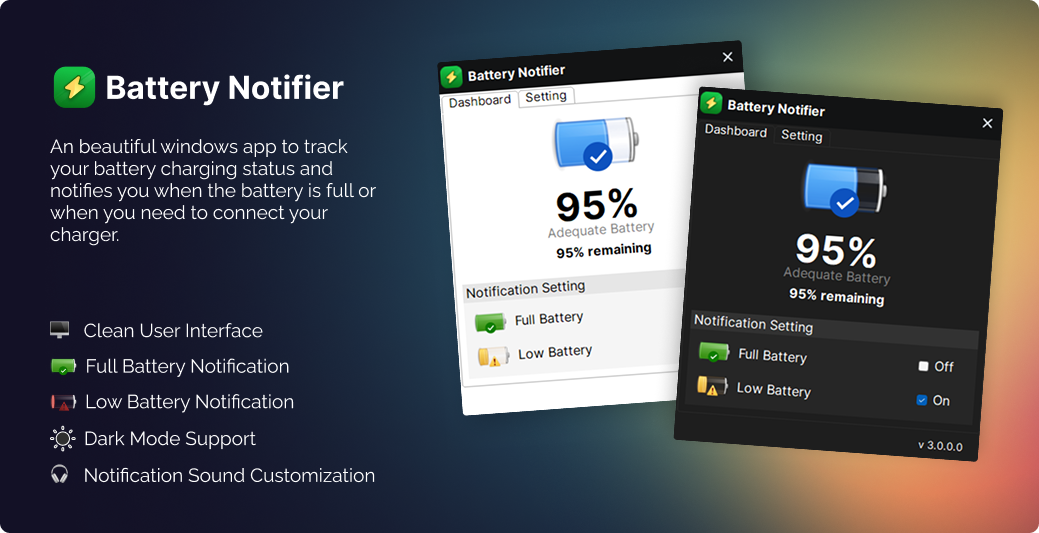 Battery Notifier
An beautiful windows app to track
your battery charging status and
notifies you when the battery is full or
when you need to connect your
charger.
Clean User Interface
Full Battery Notification
Low Battery Notification
Dark Mode Support
Notification Sound Customization
Battery Notifier
Dashboard
Setting
95%
Adequate Battery
95% remaining
Notification Setting
Full Battery
Low Battery
Battery Notifier
Dashboard
Setting
95%
Adequate Battery
95% remaining
Notification Setting
Full Battery
Off
Low Battery
On
v 3.0.0.0